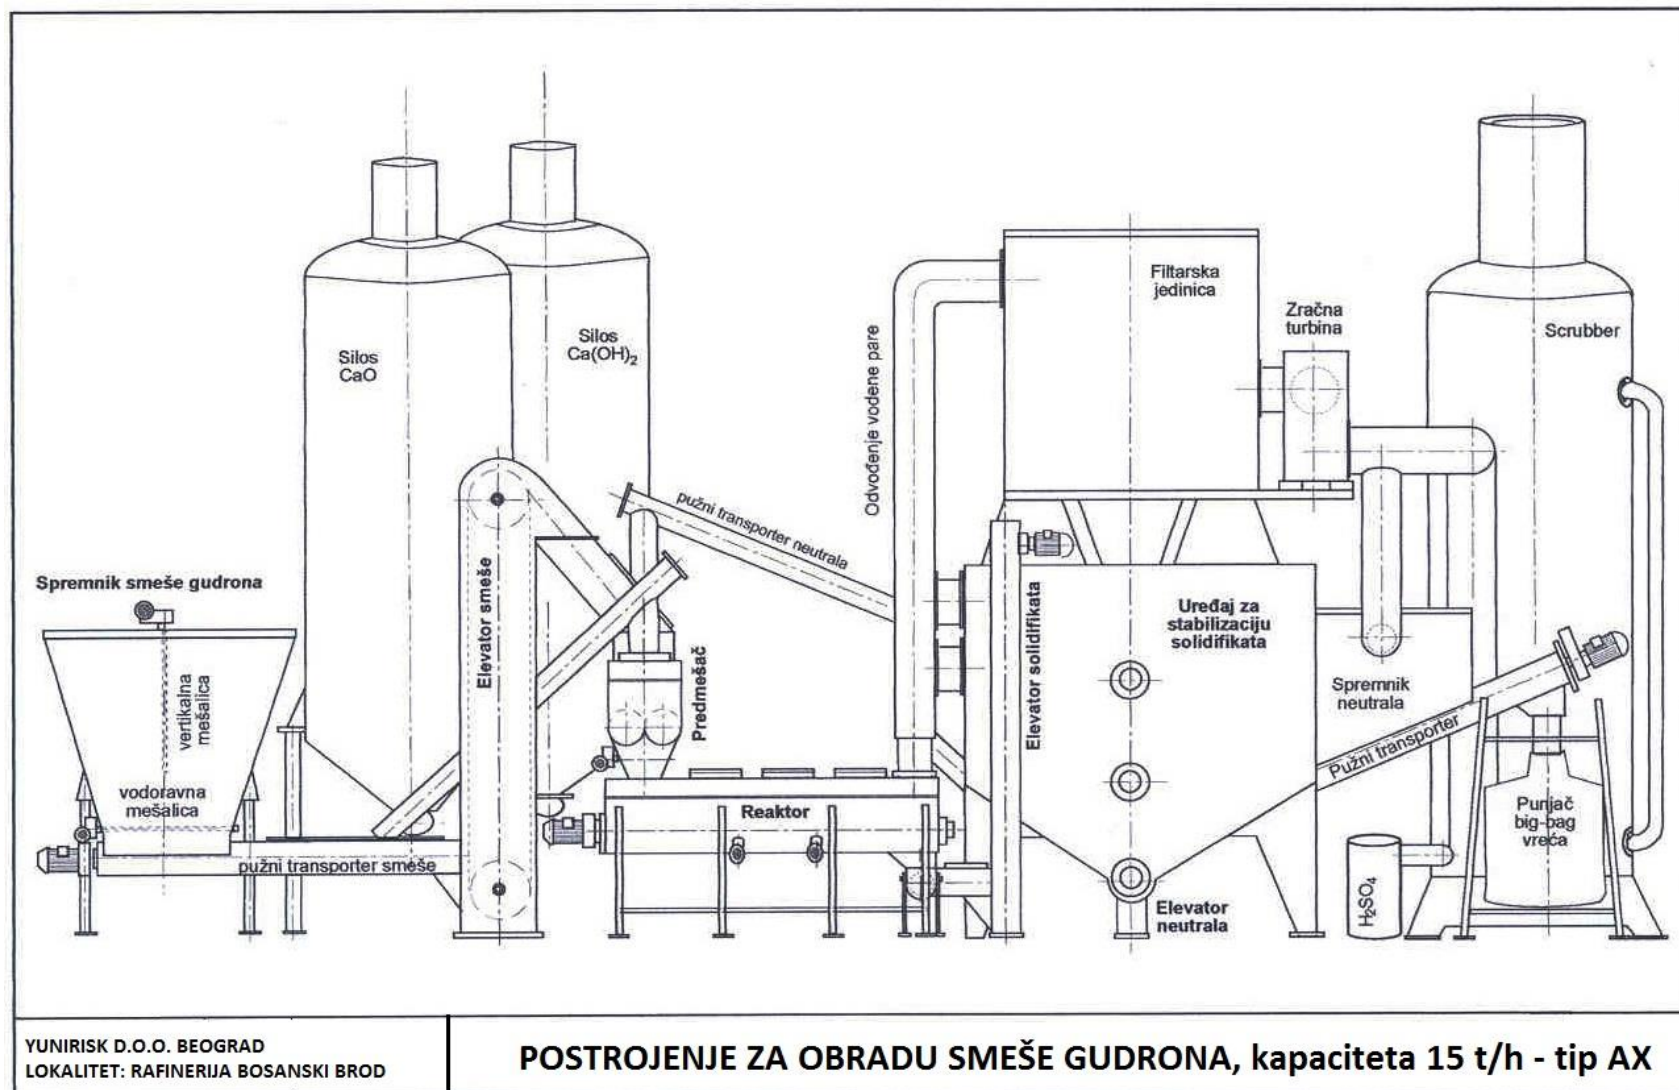 Silos
CaO
Silos
Ca(OH)2
Filtarska
jedinica
Zračna
turbina
Scrubber
Odvođenje vodene pare
pužni transporter neutrala
Spremnik smeše gudrona
vertikalna
mešalica
vodoravna
mešalica
pužni transporter smeše
Elevator smeše
Predmešač
Reaktor
Elevator solidifikata
Uređaj za
stabilizaciju
solidifikata
Spremnik
neutrala
Pužni transporter
Punjač
big-bag
vreća
H2SO4
Elevator
neutrala
YUNIRISK D.O.O. BEOGRAD
LOKALITET: RAFINERIJA BOSANSKI BROD
POSTROJENJE ZA OBRADU SMEŠE GUDRONA, kapaciteta 15 t/h - tip AX